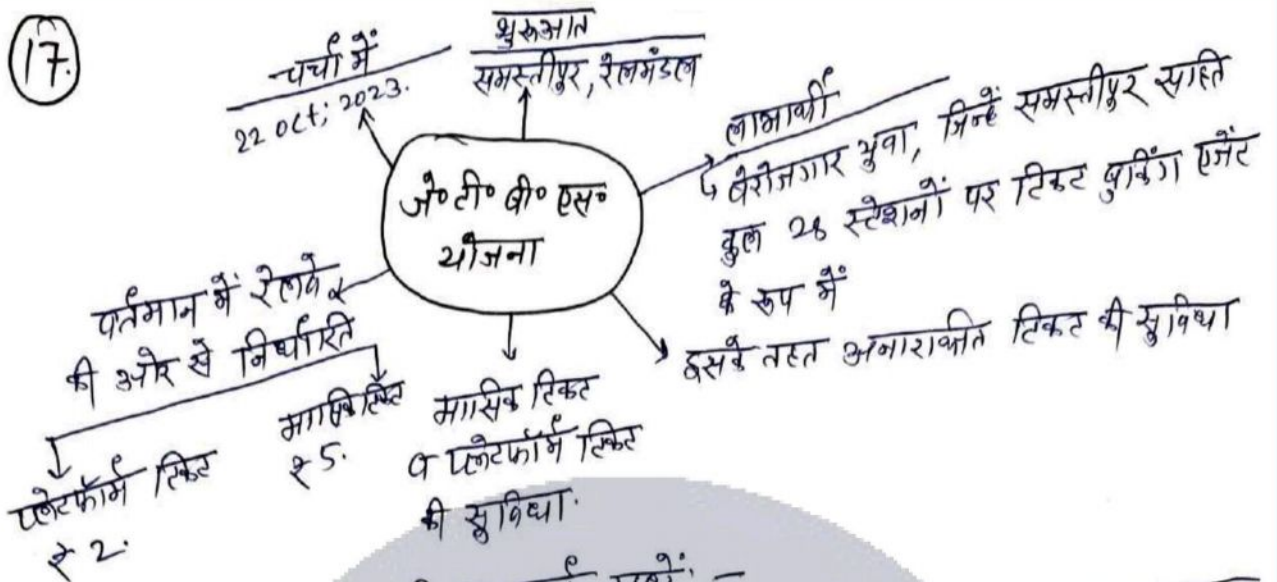 17.
चर्चा में
22 oct; 2023.
शुरुआत
समस्तीपुर, रेलमंडल
जे० टी० बी० एस०
योजना
लाभार्थी
बेरोजगार युवा, जिन्हें समस्तीपुर सहित
कुल 28 स्टेशनों पर टिकट बुकिंग एजेंट
के रूप में
इसके तहत अनारक्षित टिकट की सुविधा
मासिक टिकट
व प्लेटफॉर्म टिकट
की सुविधा.
वर्तमान में रेलवे
की ओर से निर्धारित
मासिक टिकट
₹ 5.
प्लेटफॉर्म टिकट
₹ 2.